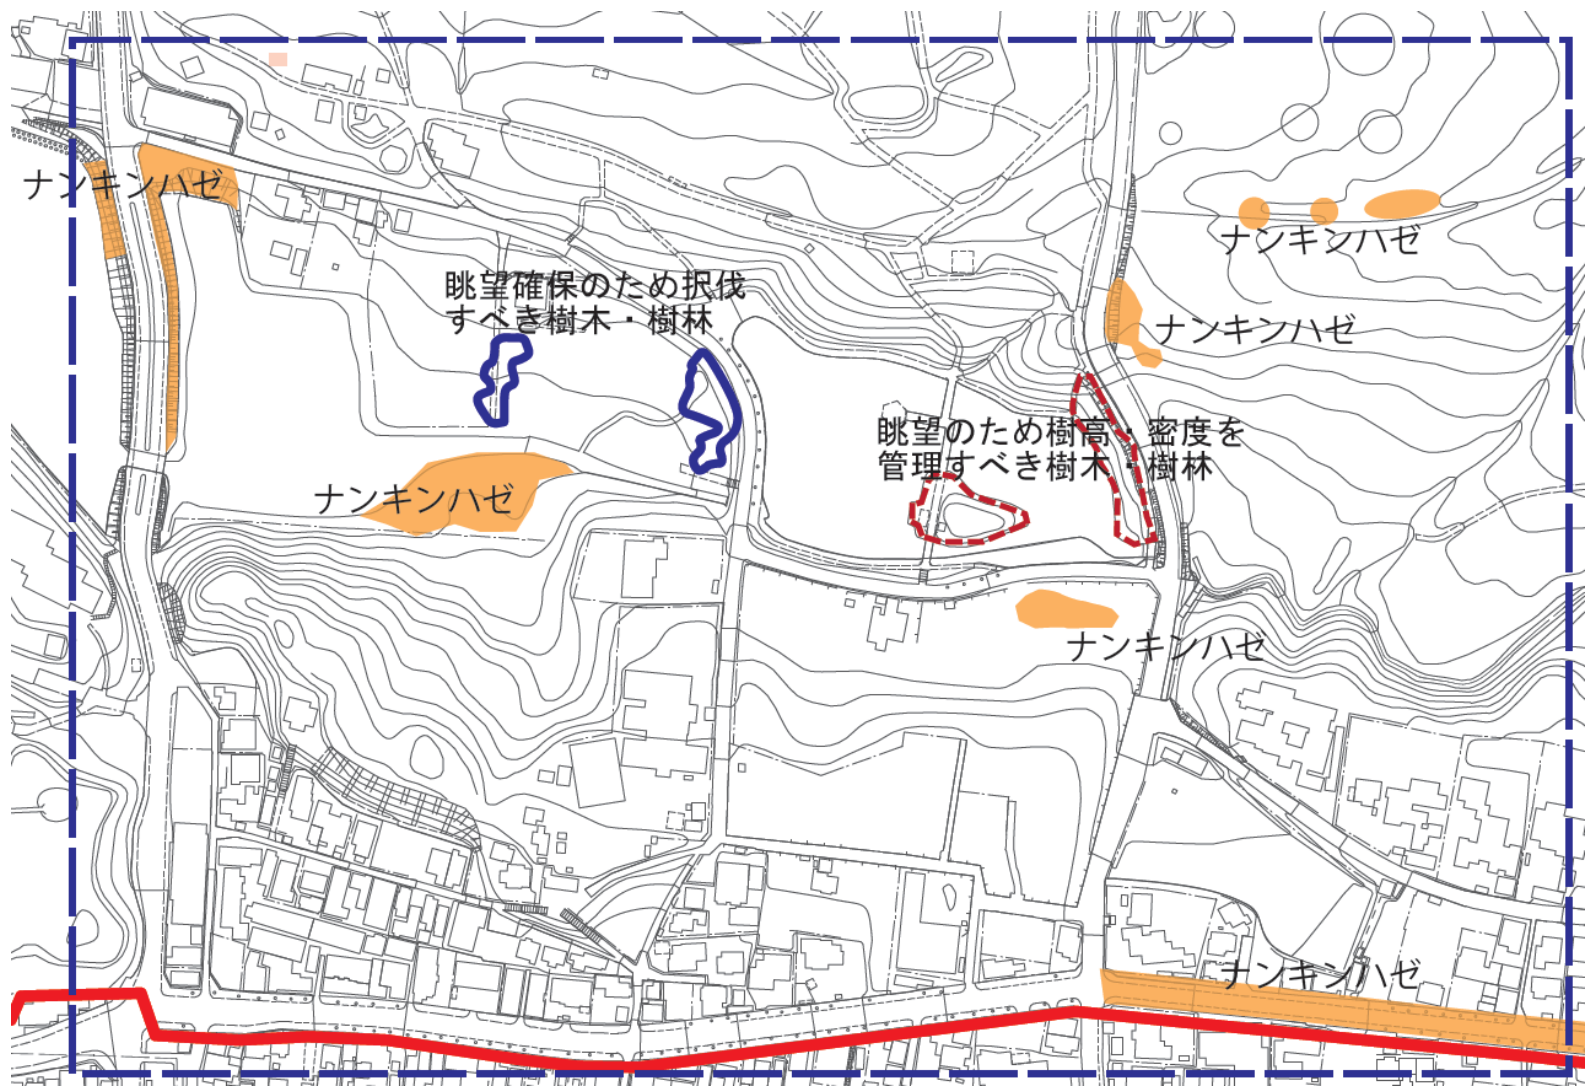 ナンキンハゼ
ナンキンハゼ
眺望確保のため択伐
すべき樹木・樹林
ナンキンハゼ
眺望のため樹高・密度を
管理すべき樹木・樹林
ナンキンハゼ
ナンキンハゼ
ナンキンハゼ